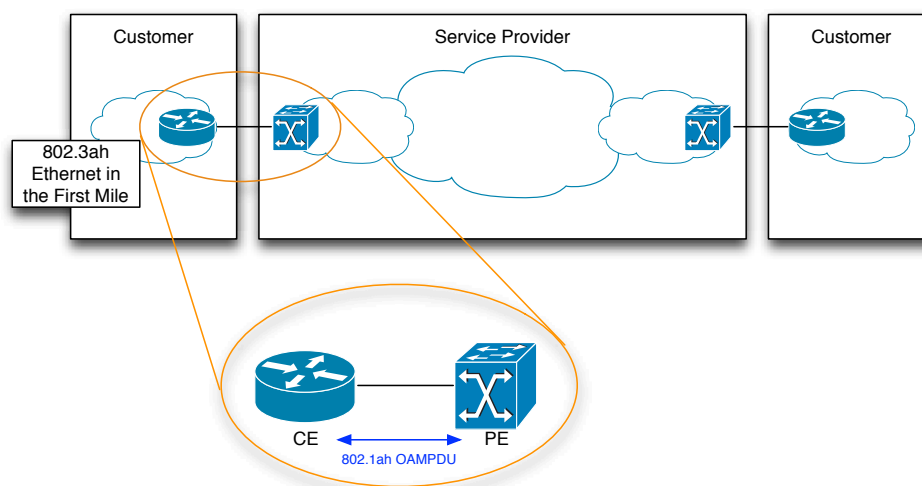 Customer
Service Provider
Customer
802.3ah
Ethernet in
the First Mile
CE
PE
802.1ah OAMPDU